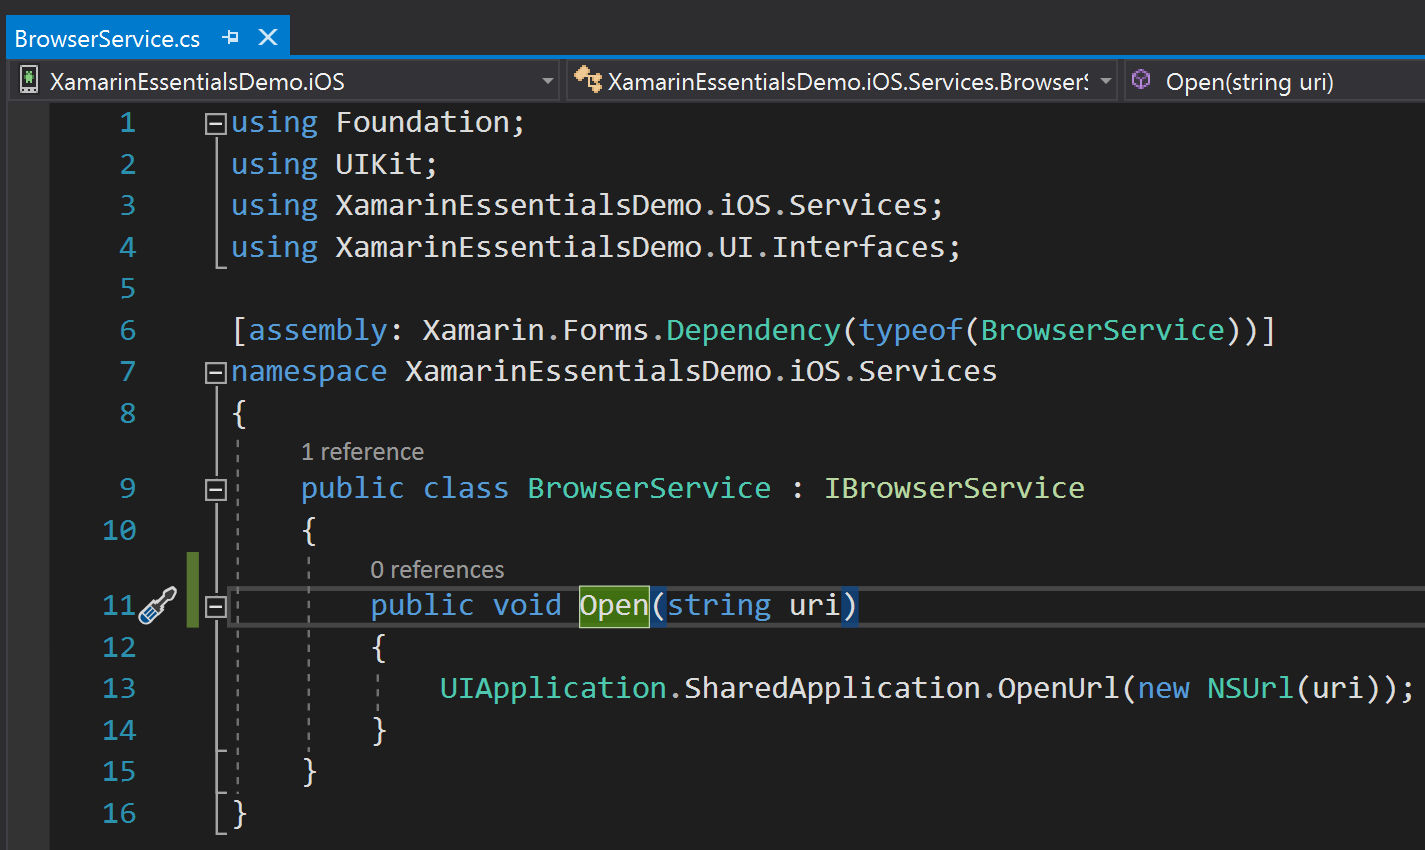 BrowserService.cs
XamarinEssentialsDemo.iOS XamarinEssentialsDemo.iOS.Services.Browser Open(string uri)
1 using Foundation;
2 using UIKit;
3 using XamarinEssentialsDemo.iOS.Services;
4 using XamarinEssentialsDemo.UI.Interfaces;
5
6 [assembly: Xamarin.Forms.Dependency(typeof(BrowserService))]
7 namespace XamarinEssentialsDemo.iOS.Services
8 {
1 reference
9 public class BrowserService : IBrowserService
10 {
0 references
11 public void Open(string uri)
12 {
13 UIApplication.SharedApplication.OpenUrl(new NSUrl(uri));
14 }
15 }
16 }